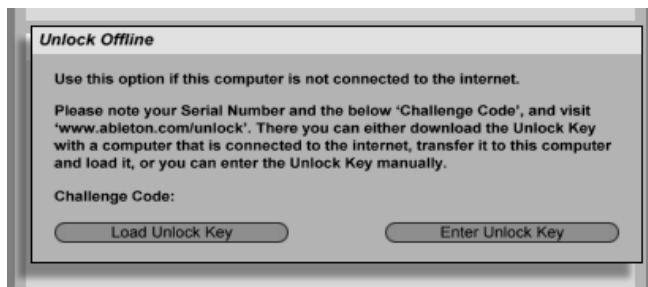 Unlock Offline
Use this option if this computer is not connected to the internet.
Please note your Serial Number and the below ‘Challenge Code’, and visit
‘www.ableton.com/unlock’. There you can either download the Unlock Key
with a computer that is connected to the internet, transfer it to this computer
and load it, or you can enter the Unlock Key manually.
Challenge Code:
Load Unlock Key
Enter Unlock Key